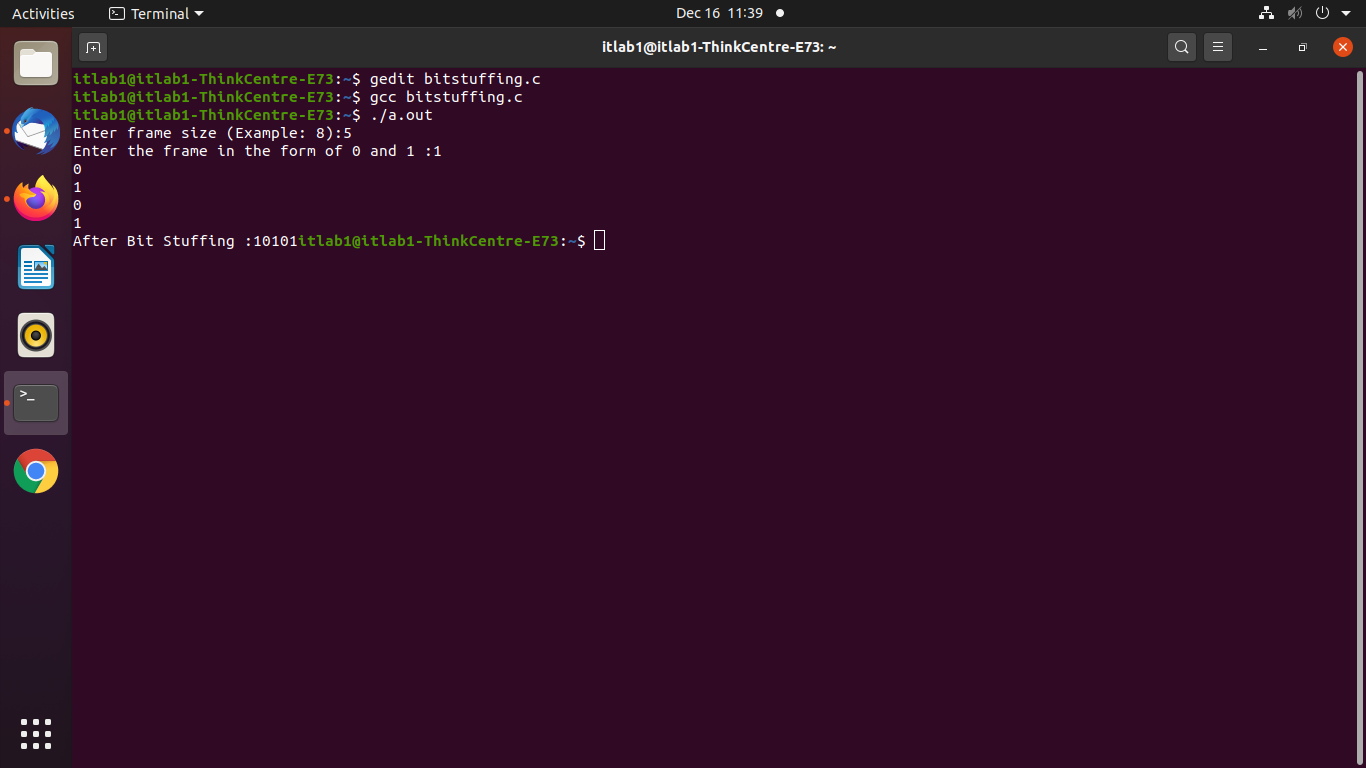 Activities
Terminal
Dec 16 11:39
itlab1@itlab1-ThinkCentre-E73: ~
itlab1@itlab1-ThinkCentre-E73:~$ gedit bitstuffing.c
itlab1@itlab1-ThinkCentre-E73:~$ gcc bitstuffing.c
itlab1@itlab1-ThinkCentre-E73:~$ ./a.out
Enter frame size (Example: 8):5
Enter the frame in the form of 0 and 1 :1
0
1
0
1
After Bit Stuffing :10101itlab1@itlab1-ThinkCentre-E73:~$